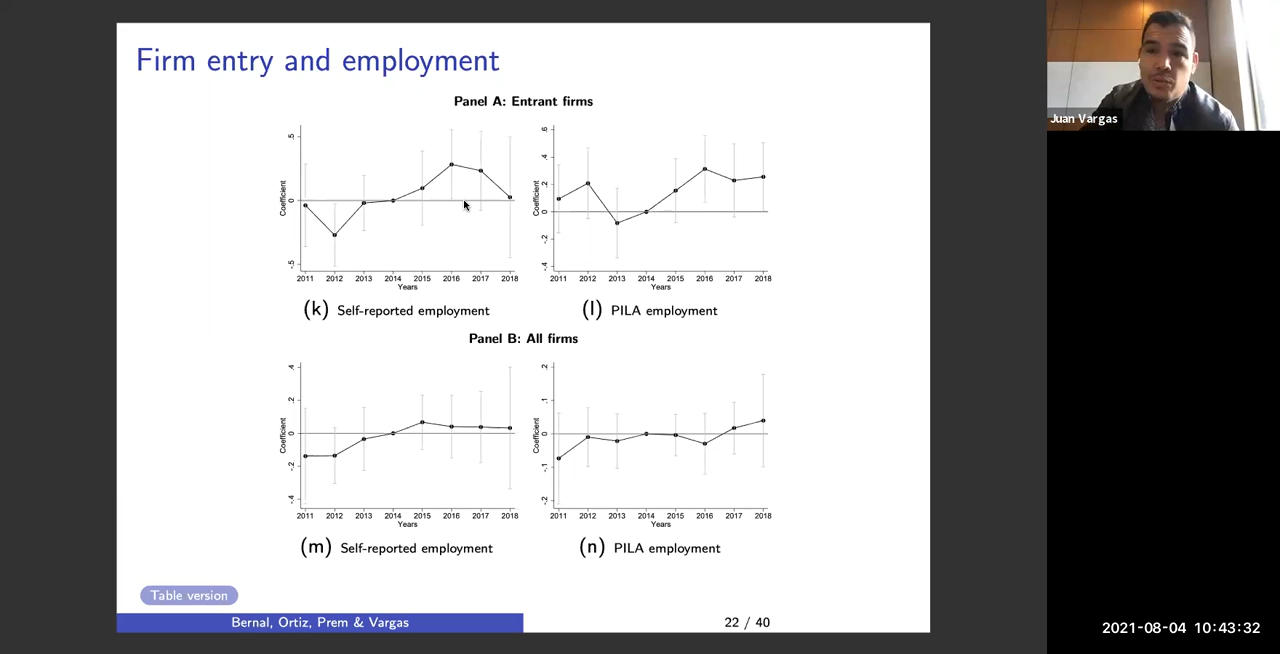 Firm entry and employment
Panel A: Entrant firms
Coefficient
.5
0
-.5
2011 2012 2013 2014 2015 2016 2017 2018
Years
(k) Self-reported employment
Coefficient
.6
.4
.2
0
-.2
-.4
2011 2012 2013 2014 2015 2016 2017 2018
Years
(l) PILA employment
Panel B: All firms
Coefficient
.4
.2
0
-.2
-.4
2011 2012 2013 2014 2015 2016 2017 2018
Years
(m) Self-reported employment
Coefficient
.2
.1
0
-.1
-.2
2011 2012 2013 2014 2015 2016 2017 2018
Years
(n) PILA employment
Table version
Bernal, Ortiz, Prem & Vargas
22 / 40
Juan Vargas
2021-08-04 10:43:32